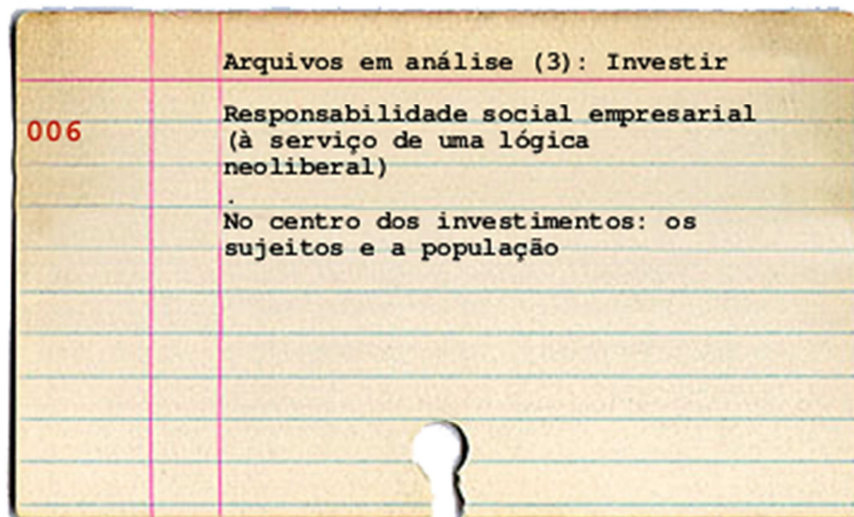 Arquivos em análise (3): Investir
Responsabilidade social empresarial
006
(à serviço de uma lógica
neoliberal)
.
No centro dos investimentos: os
sujeitos e a população